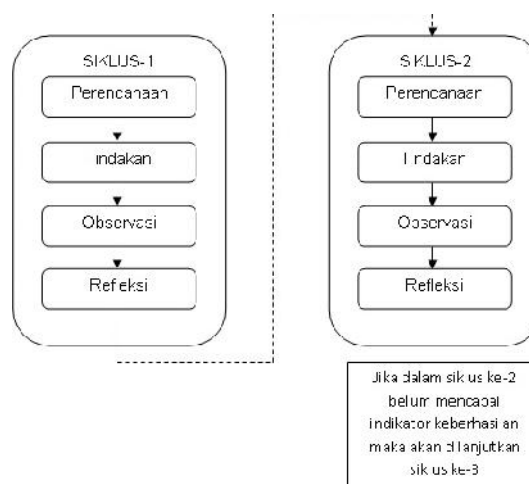 SIKLUS-1
Perencanaan
indakan
Observasi
Refleksi
SIKLUS-2
Perencanaan
Tindakan
Observasi
Refleksi
Jika dalam siklus ke-2
belum mencapai
indikator keberhasilan
maka akan dilanjutkan
siklus ke-3